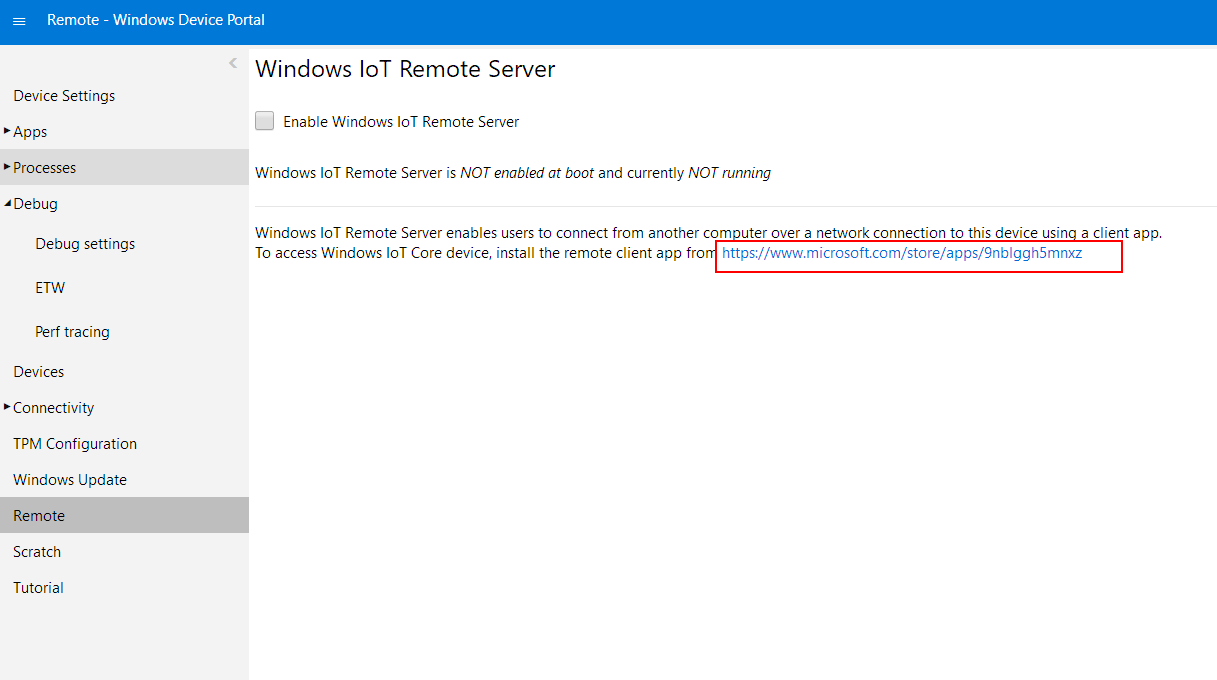 Remote - Windows Device Portal
Device Settings
Apps
Processes
Debug
Debug settings
ETW
Perf tracing
Devices
Connectivity
TPM Configuration
Windows Update
Remote
Scratch
Tutorial
Windows IoT Remote Server
Enable Windows IoT Remote Server
Windows IoT Remote Server is NOT enabled at boot and currently NOT running
Windows IoT Remote Server enables users to connect from another computer over a network connection to this device using a client app.
To access Windows IoT Core device, install the remote client app from https://www.microsoft.com/store/apps/9nblggh5mnxz